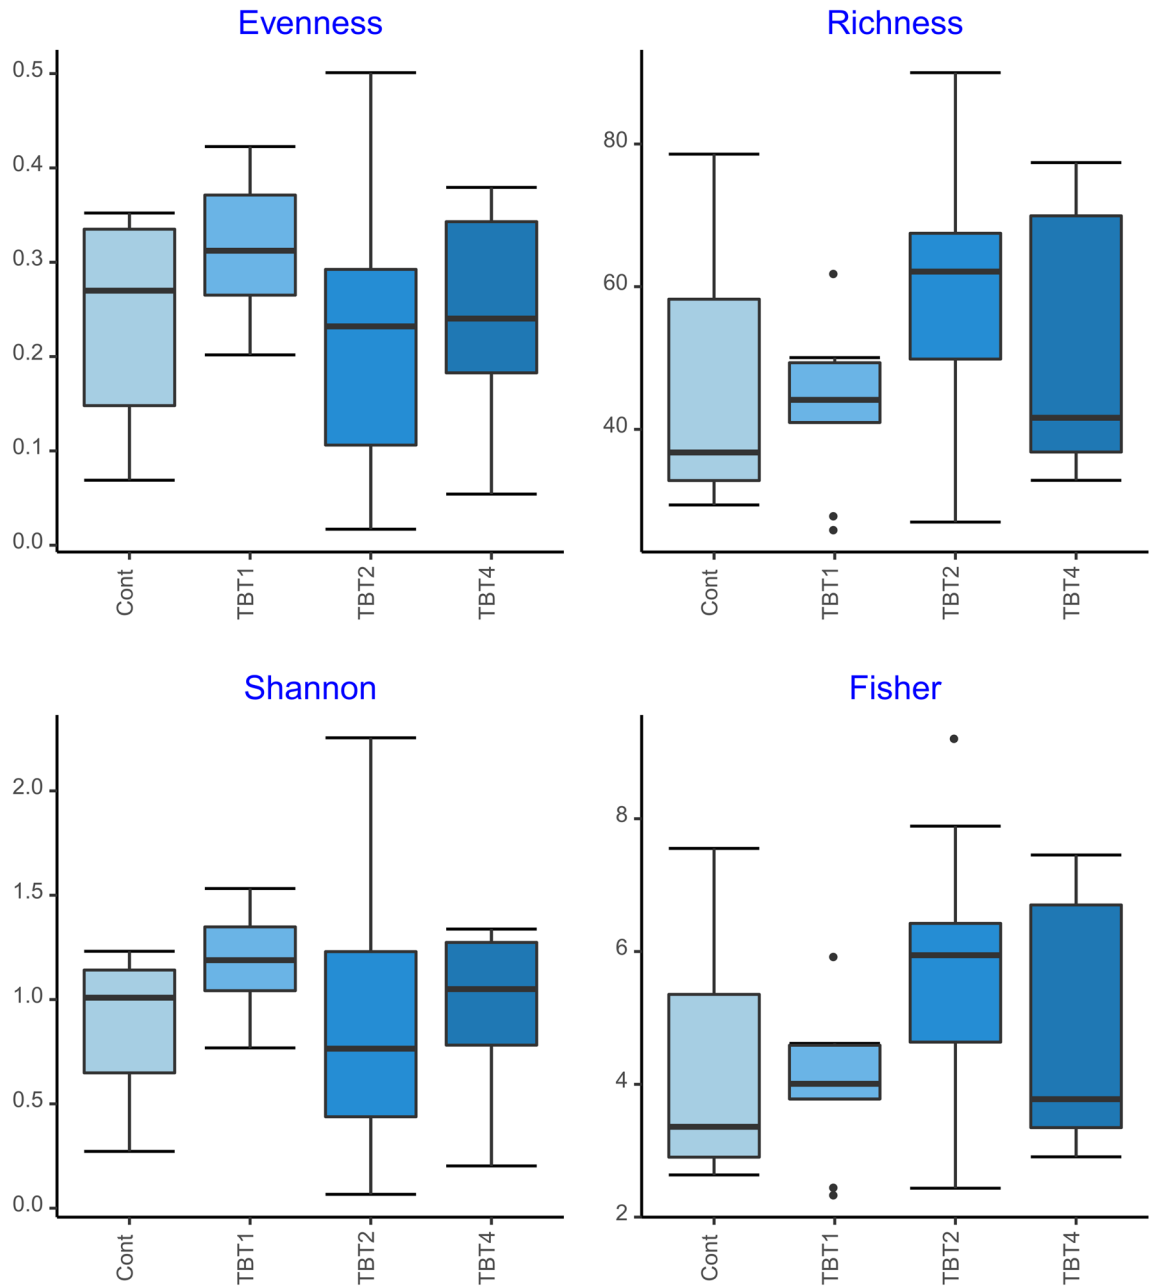 Evenness
0.5
0.4
0.3
0.2
0.1
0.0
Cont
TBT1
TBT2
TBT4
Richness
80
60
40
Cont
TBT1
TBT2
TBT4
Shannon
2.0
1.5
1.0
0.5
0.0
Cont
TBT1
TBT2
TBT4
Fisher
8
6
4
2
Cont
TBT1
TBT2
TBT4